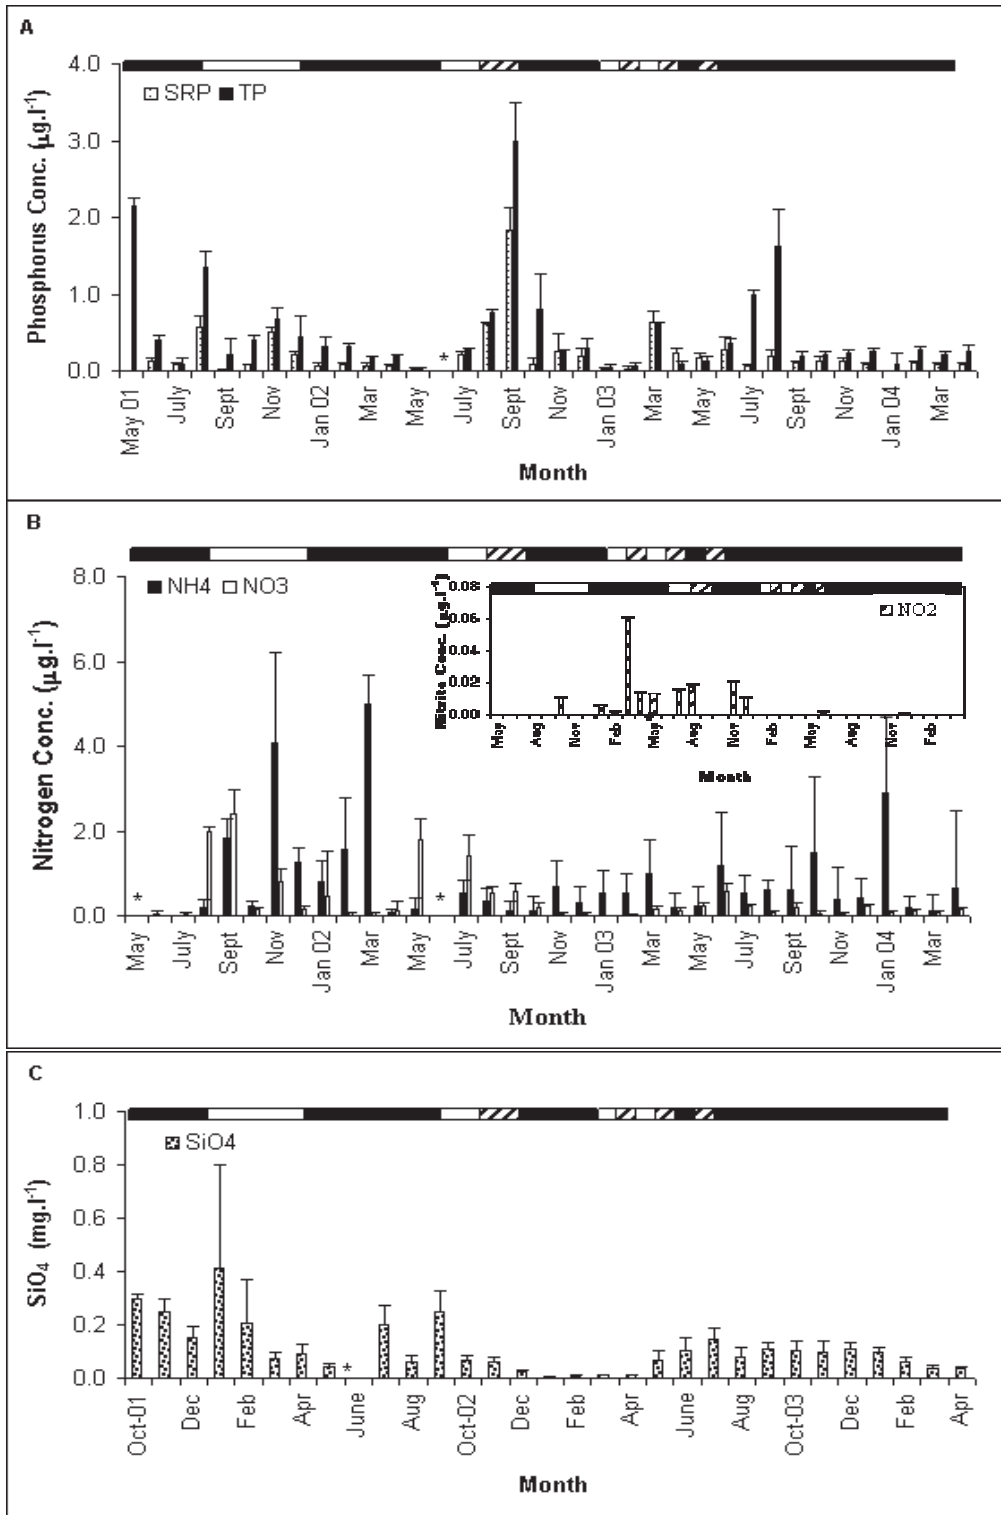 A
4.0
3.0
2.0
1.0
0.0
Phosphorus Conc. (µg.l-1)
SRP TP
*
May 01 July Sept Nov Jan 02 Mar May July Sept Nov Jan 03 Mar May July Sept Nov Jan 04 Mar
Month
B
8.0
6.0
4.0
2.0
0.0
Nitrogen Conc. (µg.l-1)
NH4 NO3
* *
May July Sept Nov Jan 02 Mar May July Sept Nov Jan 03 Mar May July Sept Nov Jan 04 Mar
Month
0.08
0.06
0.04
0.02
0.00
Nitrite Conc. (µg.l-1)
NO2
May Aug Nov Feb May Aug Nov Feb May Aug Nov Feb
Month
C
1.0
0.8
0.6
0.4
0.2
0.0
SiO4 (mg.l-1)
SiO4
*
Oct-01 Dec Feb Apr June Aug Oct-02 Dec Feb Apr June Aug Oct-03 Dec Feb Apr
Month